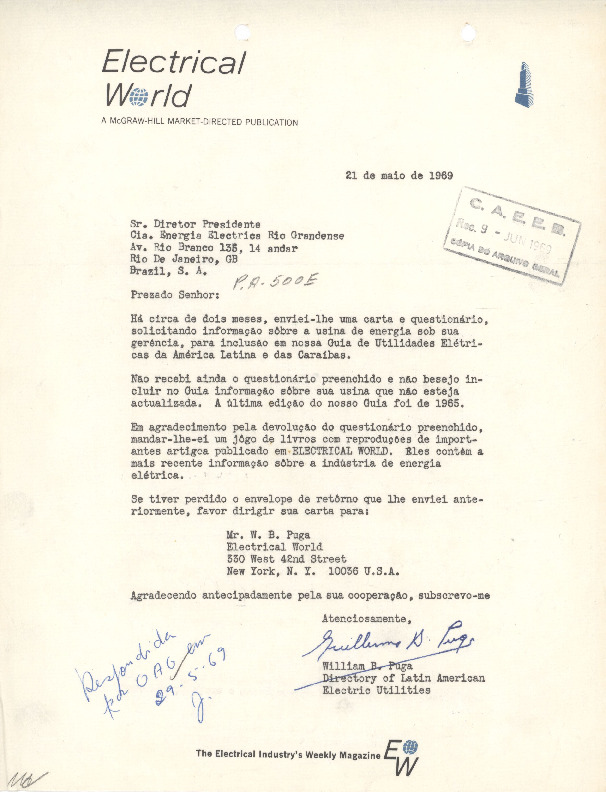 Electrical
World
A McGRAW-HILL MARKET-DIRECTED PUBLICATION
21 de maio de 1969
C. A. E. E. B.
Rec. 9 - JUN 1969
CÓPIA DO ARQUIVO GERAL
Sr. Diretor Presidente
Cia. Energia Electrica Rio Grandense
Av. Rio Branco 135, 14 andar
Rio De Janeiro, GB
Brazil, S. A.
P.A-500E
Prezado Senhor:
Há circa de dois meses, enviei-lhe uma carta e questionário,
solicitando informação sôbre a usina de energia sob sua
gerência, para inclusão em nossa Guia de Utilidades Elétri-
cas da América Latina e das Caraibas.
Não recebi ainda o questionário preenchido e não besejo in-
cluir no Guia informação sôbre sua usina que não esteja
actualizada. A última edição do nosso Guia foi de 1965.
Em agradecimento pela devolução do questionário preenchido,
mandar-lhe-ei um jôgo de livros com reproduções de import-
antes artigos publicado em ELECTRICAL WORLD. Eles contêm a
mais recente informação sôbre a indústria de energia
elétrica.
Se tiver perdido o envelope de retôrno que lhe enviei ante-
riormente, favor dirigir sua carta para:
Mr. W. B. Puga
Electrical World
330 West 42nd Street
New York, N. Y. 10036 U.S.A.
Agradecendo antecipadamente pela sua cooperação, subscrevo-me
Atenciosamente,
Guillermo B. Puga
William B. Puga
Directory of Latin American
Electric Utilities
Respondida
por OAG em
29-5-69
J.
The Electrical Industry's Weekly Magazine EW